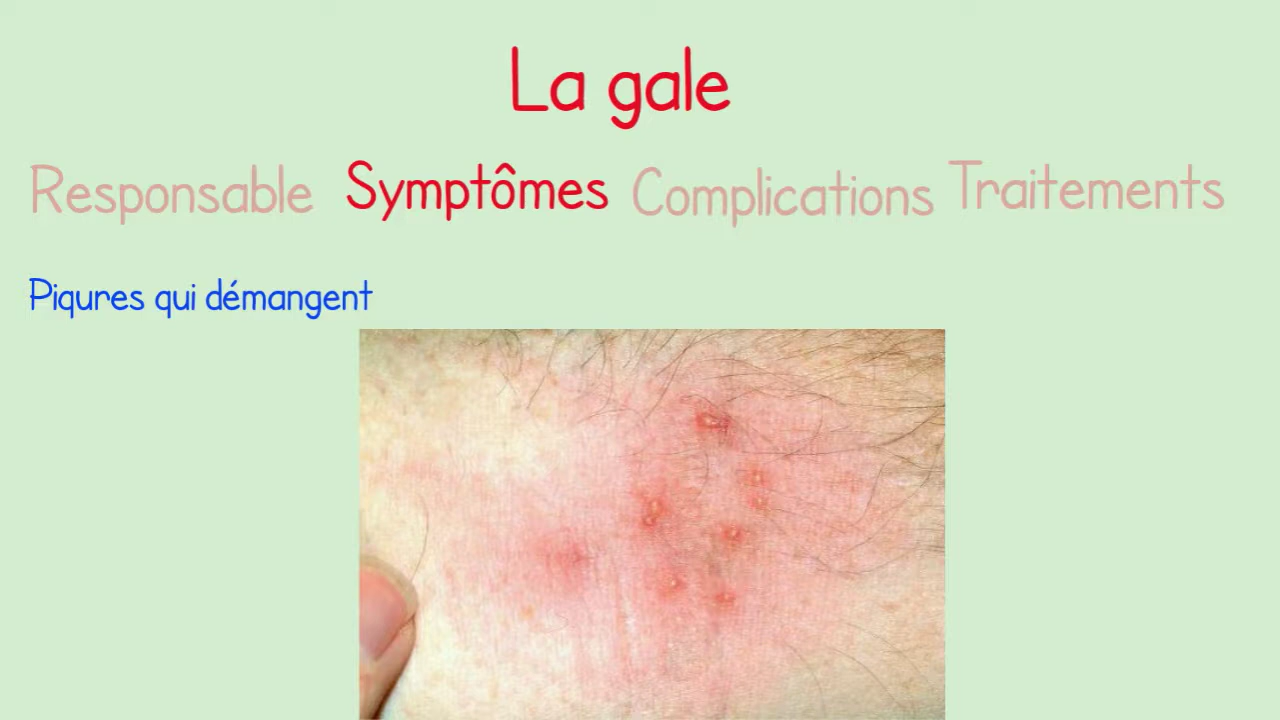 La gale
Responsable Symptômes Complications Traitements
Piqures qui démangent